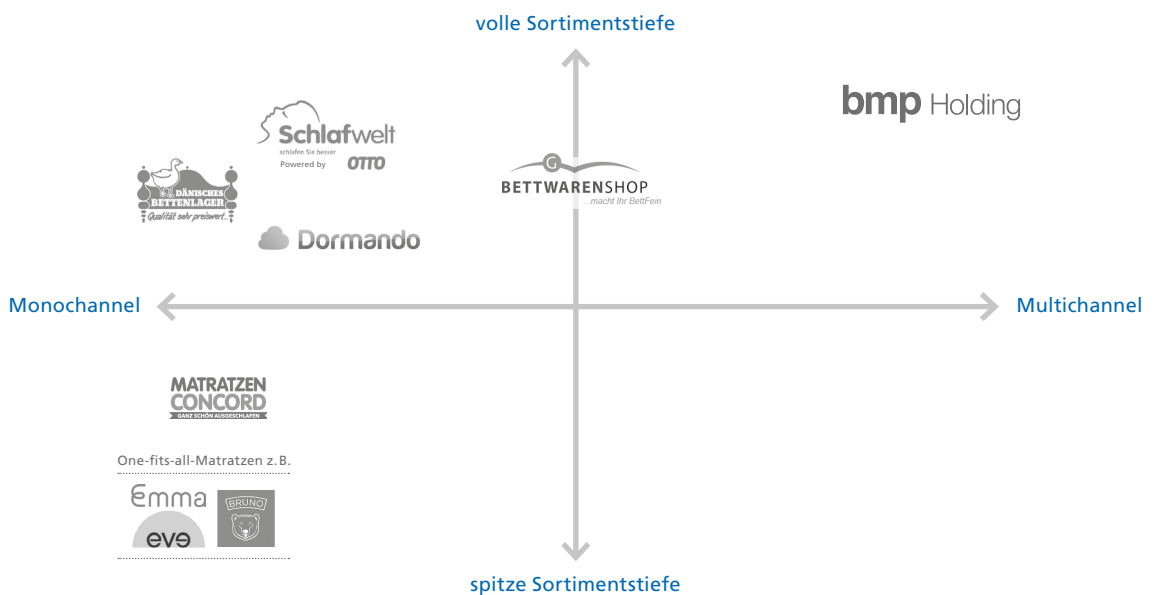 volle Sortimentstiefe
bmp Holding
Schlafwelt
schlafen Sie besser
Powered by OTTO
G
BETTWARENSHOP
...macht Ihr BettFein
DÄNISCHES
BETTENLAGER
Qualität sehr preiswert...
Dormando
Monochannel
Multichannel
MATRATZEN
CONCORD
GANZ SCHÖN AUSGESCHLAFEN
One-fits-all-Matratzen z.B.
emma
BRUNO
eve
spitze Sortimentstiefe